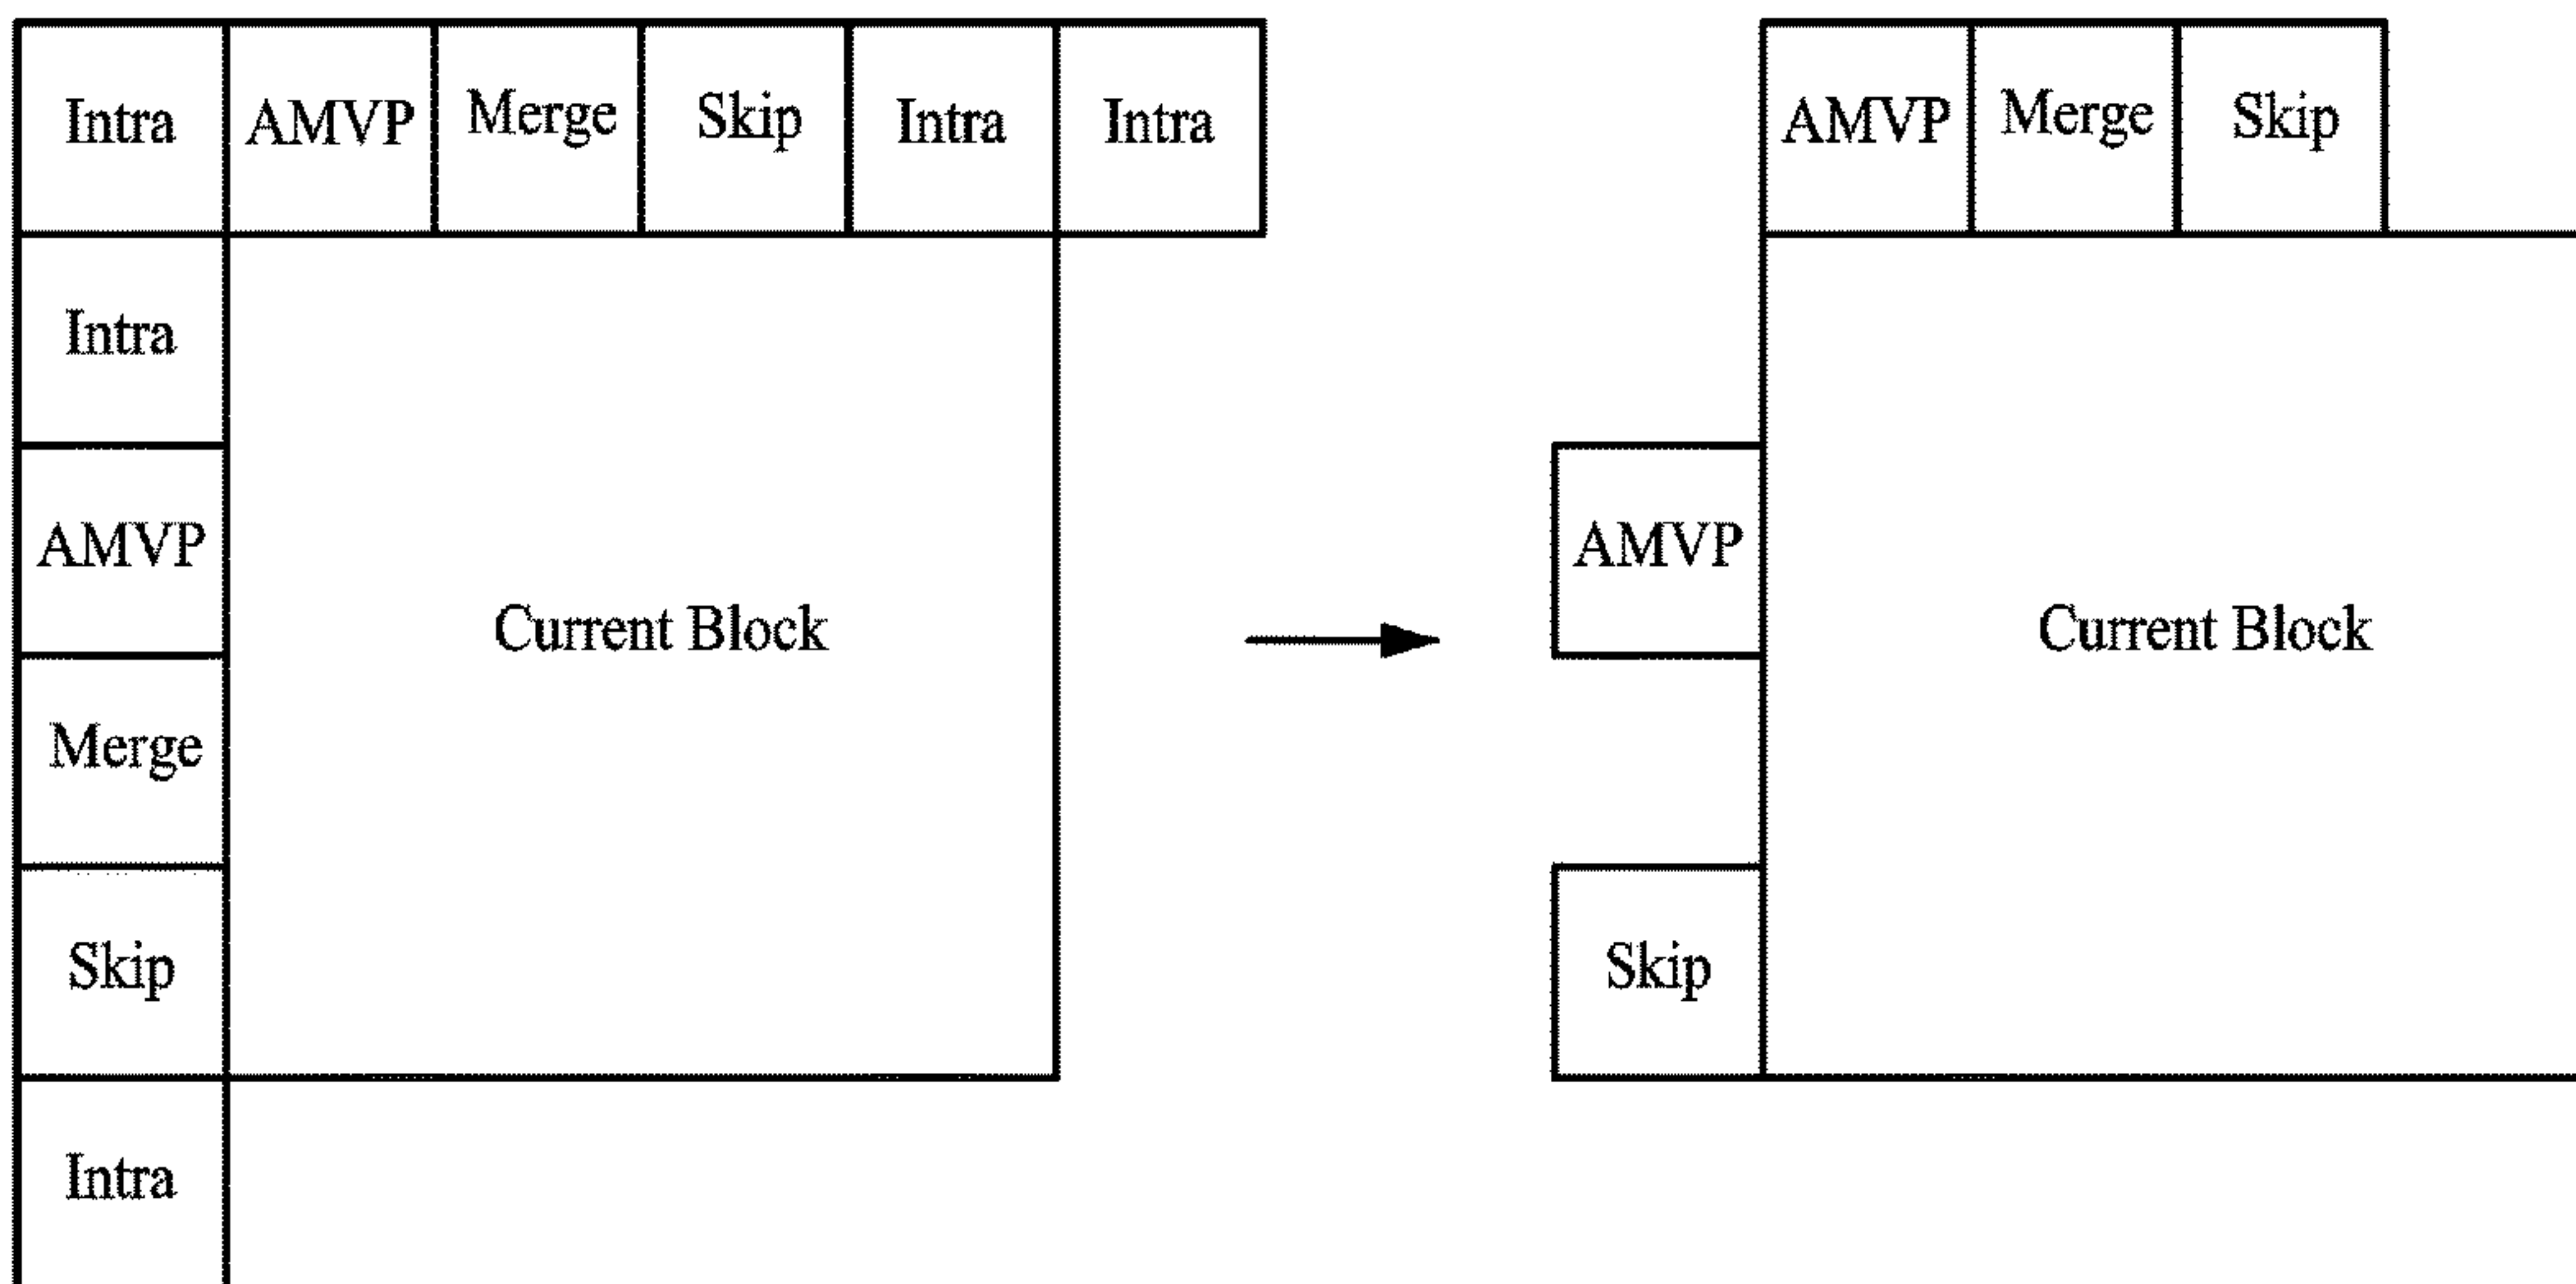 Intra AMVP Merge Skip Intra Intra
AMVP Merge Skip
Intra
AMVP
Current Block
AMVP
Current Block
Merge
Skip
Skip
Intra